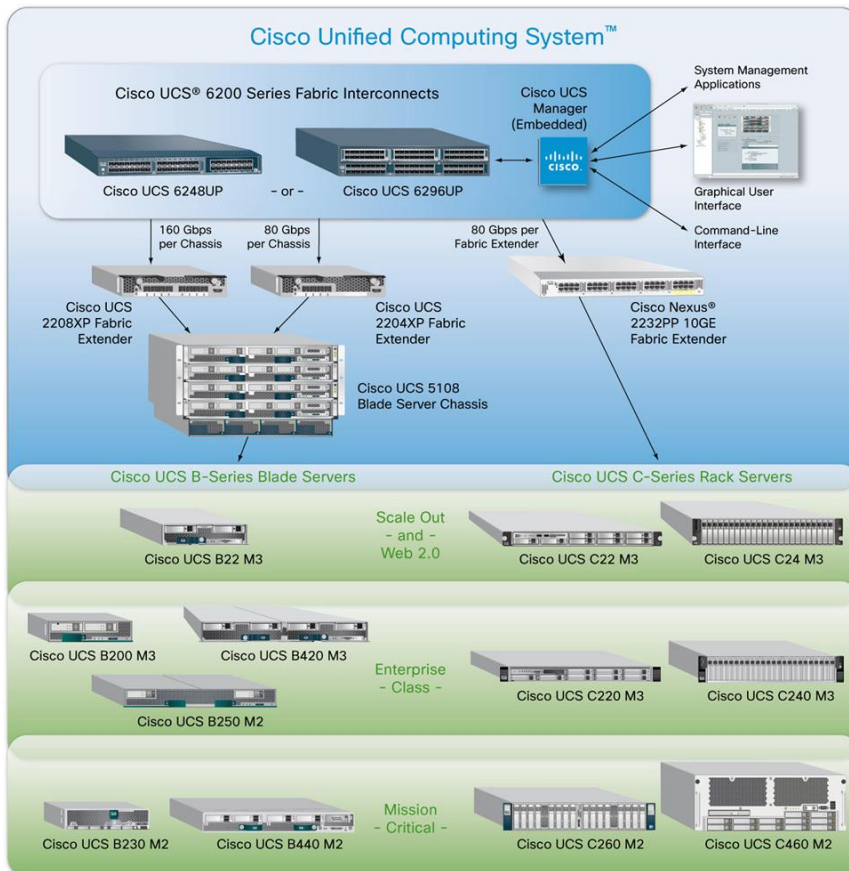 Cisco Unified Computing System™
Cisco UCS® 6200 Series Fabric Interconnects
Cisco UCS 6248UP
- or -
Cisco UCS 6296UP
Cisco UCS
Manager
(Embedded)
CISCO.
System Management
Applications
Graphical User
Interface
Command-Line
Interface
160 Gbps
per Chassis
80 Gbps
per Chassis
80 Gbps per
Fabric Extender
Cisco UCS
2208XP Fabric
Extender
Cisco UCS
2204XP Fabric
Extender
Cisco Nexus®
2232PP 10GE
Fabric Extender
Cisco UCS 5108
Blade Server Chassis
Cisco UCS B-Series Blade Servers
Cisco UCS C-Series Rack Servers
Cisco UCS B22 M3
Scale Out
- and -
Web 2.0
Cisco UCS C22 M3
Cisco UCS C24 M3
Cisco UCS B200 M3
Cisco UCS B420 M3
Cisco UCS B250 M2
Enterprise
- Class -
Cisco UCS C220 M3
Cisco UCS C240 M3
Cisco UCS B230 M2
Cisco UCS B440 M2
Mission
- Critical -
Cisco UCS C260 M2
Cisco UCS C460 M2